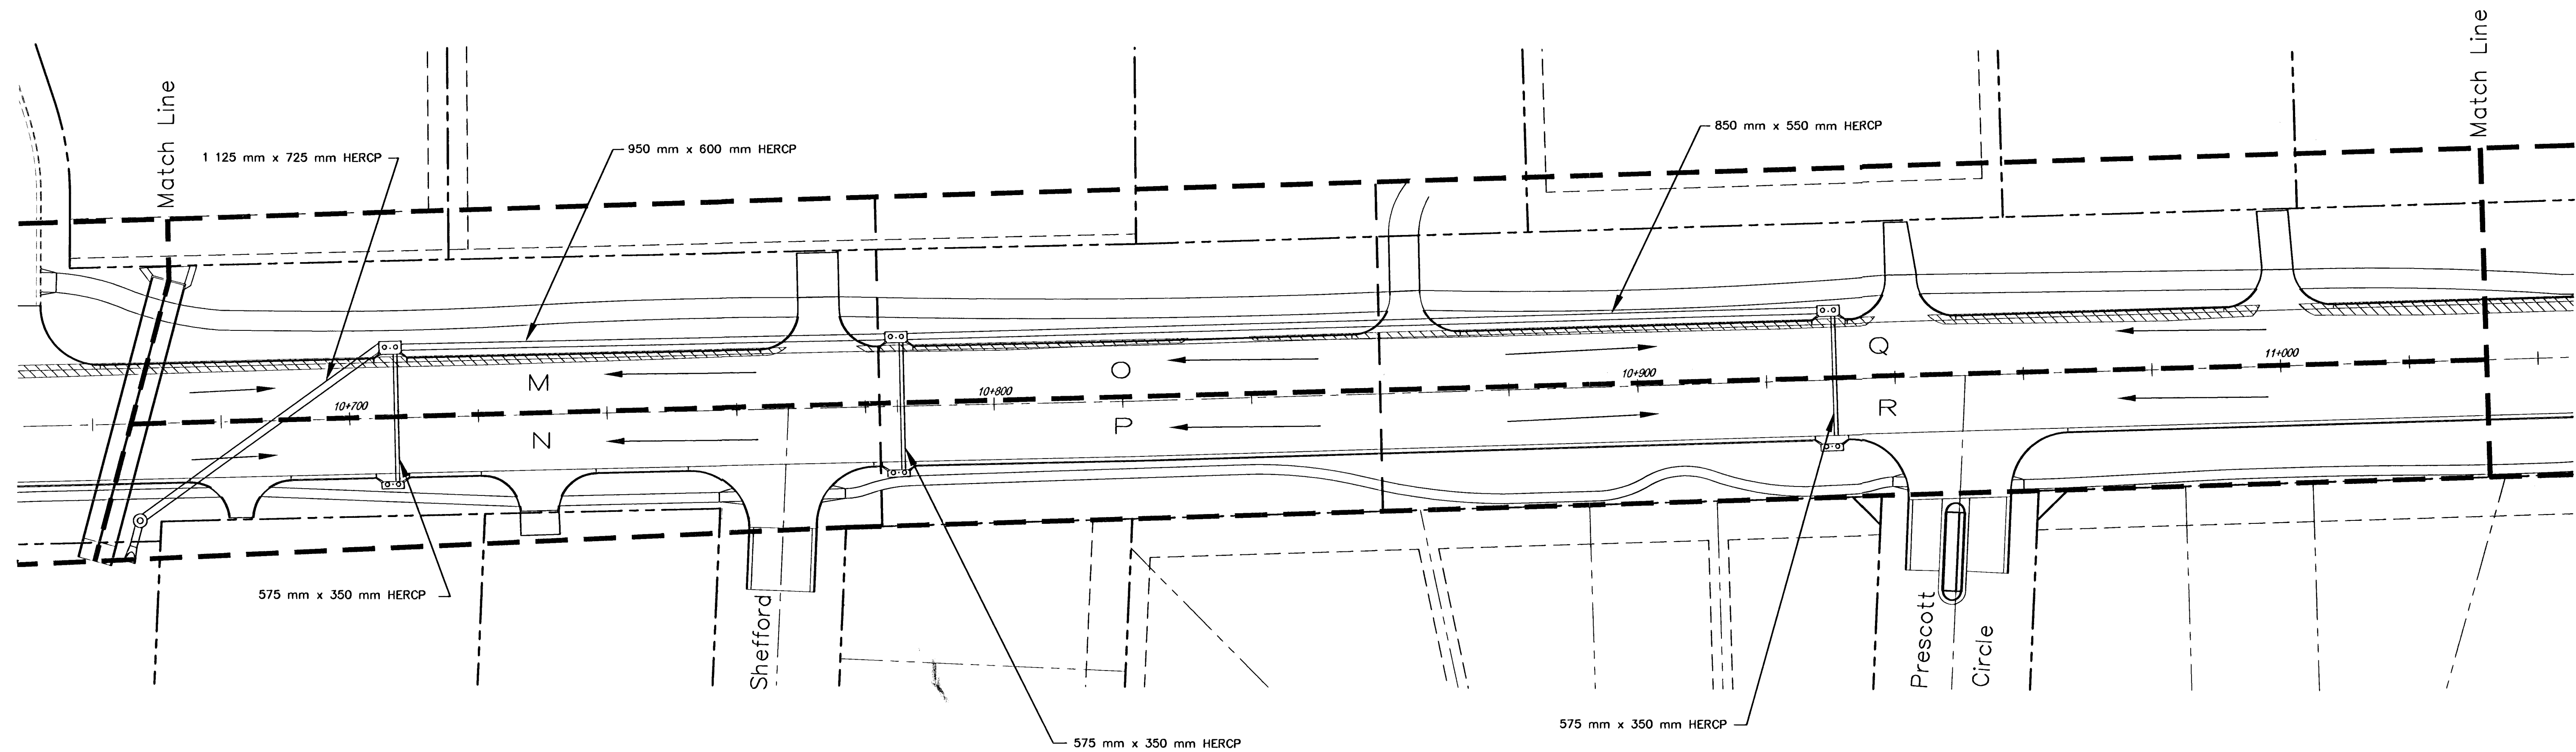 Match Line
Match Line
850 mm x 550 mm HERCP
950 mm x 600 mm HERCP
1 125 mm x 725 mm HERCP
Q
11+000
O
10+900
M
10+800
10+700
R
P
N
575 mm x 350 mm HERCP
Shefford
Prescott
Circle
575 mm x 350 mm HERCP
575 mm x 350 mm HERCP